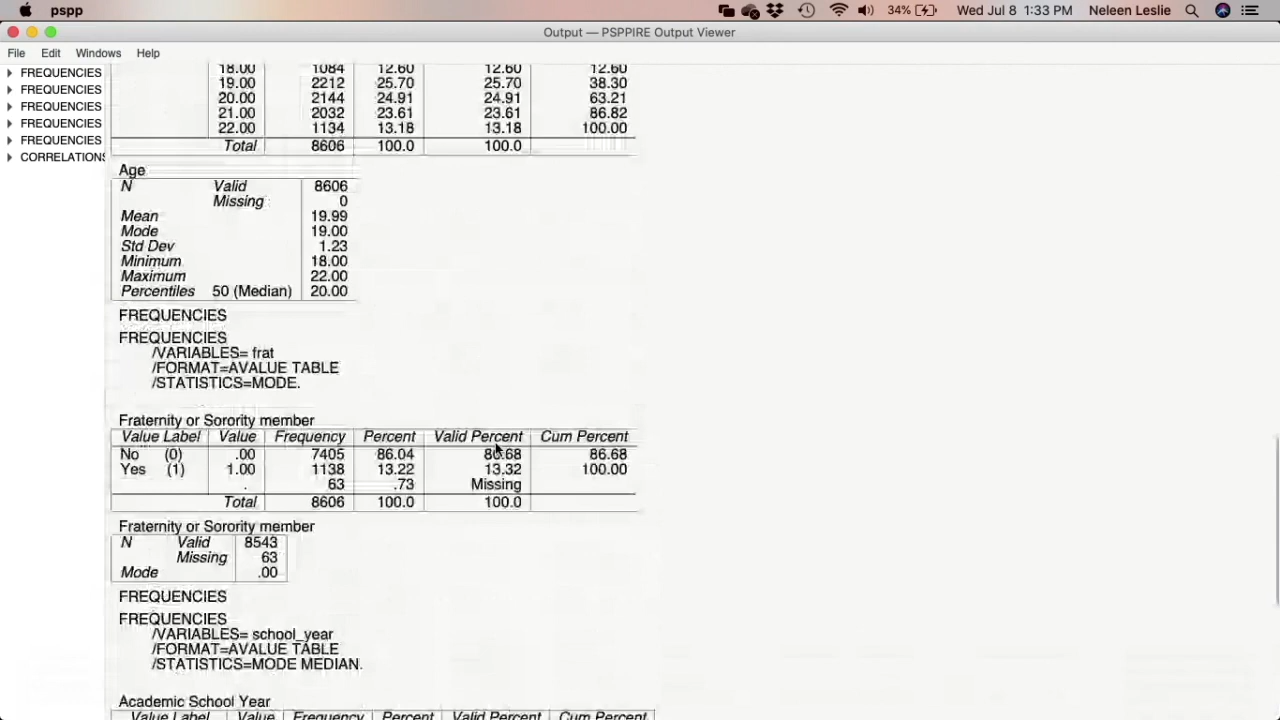 pspp 34% Wed Jul 8 1:33 PM Neleen Leslie
Output — PSPPIRE Output Viewer
File Edit Windows Help
FREQUENCIES
FREQUENCIES
FREQUENCIES
FREQUENCIES
FREQUENCIES
CORRELATIONS
18.00 1084 12.60 12.60 12.60
19.00 2212 25.70 25.70 38.30
20.00 2144 24.91 24.91 63.21
21.00 2032 23.61 23.61 86.82
22.00 1134 13.18 13.18 100.00
Total 8606 100.0 100.0
Age
N Valid 8606
Missing 0
Mean 19.99
Mode 19.00
Std Dev 1.23
Minimum 18.00
Maximum 22.00
Percentiles 50 (Median) 20.00
FREQUENCIES
FREQUENCIES
/VARIABLES= frat
/FORMAT=AVALUE TABLE
/STATISTICS=MODE.
Fraternity or Sorority member
Value Label Value Frequency Percent Valid Percent Cum Percent
No (0) .00 7405 86.04 86.68 86.68
Yes (1) 1.00 1138 13.22 13.32 100.00
. 63 .73 Missing
Total 8606 100.0 100.0
Fraternity or Sorority member
N Valid 8543
Missing 63
Mode .00
FREQUENCIES
FREQUENCIES
/VARIABLES= school_year
/FORMAT=AVALUE TABLE
/STATISTICS=MODE MEDIAN.
Academic School Year
Value Label Value Frequency Percent Valid Percent Cum Percent